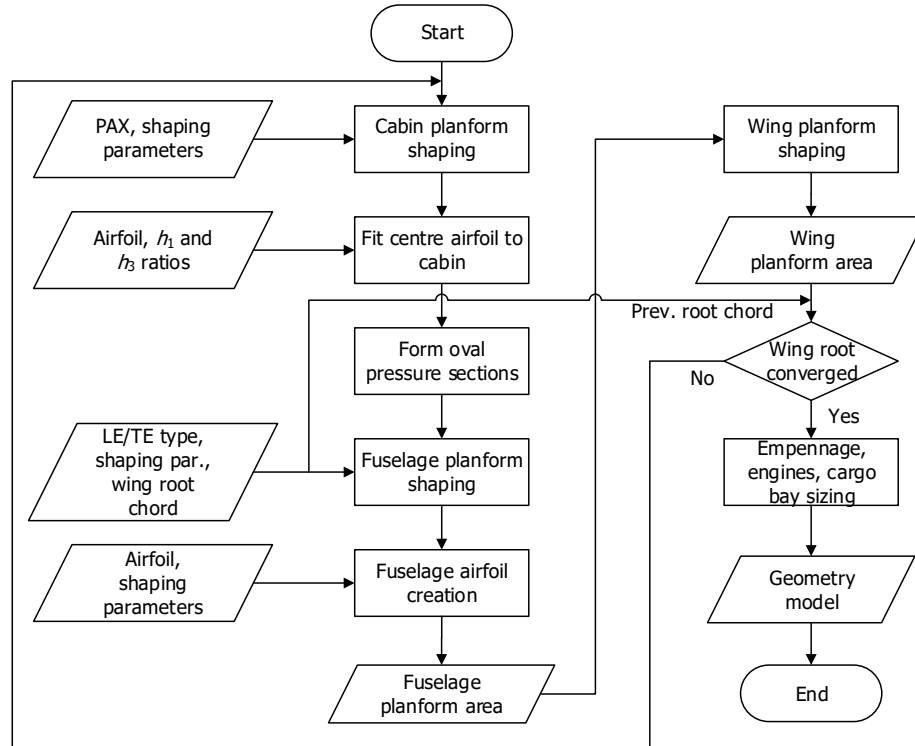 Start
PAX, shaping
parameters
Cabin planform
shaping
Airfoil, h₁ and
h₃ ratios
Fit centre airfoil to
cabin
Form oval
pressure sections
LE/TE type,
shaping par.,
wing root
chord
Fuselage planform
shaping
Airfoil,
shaping
parameters
Fuselage airfoil
creation
Fuselage
planform area
Wing planform
shaping
Wing
planform area
Prev. root chord
Wing root
converged
No
Yes
Empennage,
engines, cargo
bay sizing
Geometry
model
End